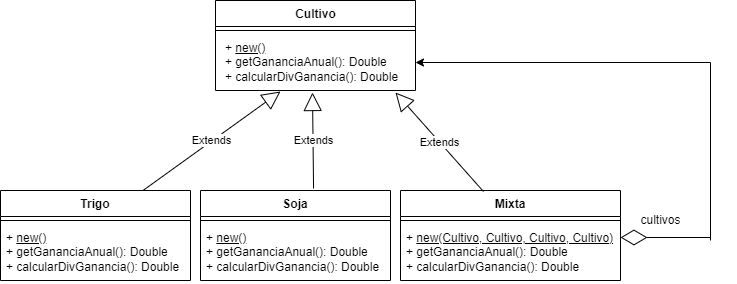 Cultivo
+ new()
+ getGananciaAnual(): Double
+ calcularDivGanancia(): Double
Extends
Extends
Extends
Trigo
+ new()
+ getGananciaAnual(): Double
+ calcularDivGanancia(): Double
Soja
+ new()
+ getGananciaAnual(): Double
+ calcularDivGanancia(): Double
Mixta
+ new(Cultivo, Cultivo, Cultivo, Cultivo)
+ getGananciaAnual(): Double
+ calcularDivGanancia(): Double
cultivos